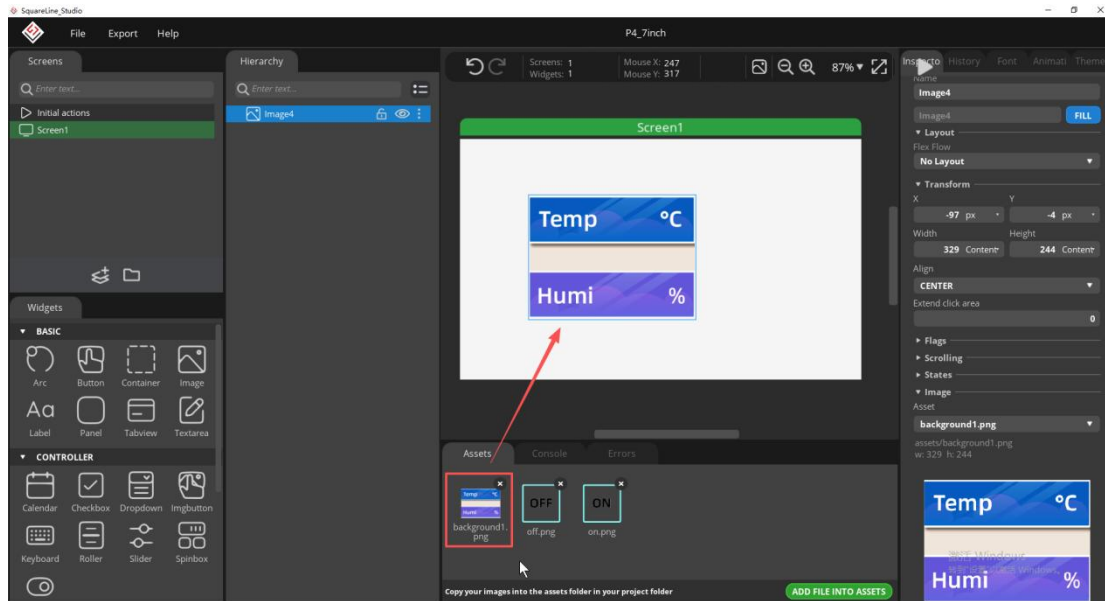 SquareLine_Studio
File Export Help
P4_7inch
Screens
Enter text...
Initial actions
Screen1
Hierarchy
Enter text...
Image4
Screens: 1
Widgets: 1
Mouse X: 247
Mouse Y: 317
87%
Screen1
Temp °C
Humi %
Inspecto History Font Animati Theme
Name
Image4
Image4 FILL
Layout
Flex Flow
No Layout
Transform
X Y
-97 px -4 px
Width Height
329 Content 244 Content
Align
CENTER
Extend click area
0
Flags
Scrolling
States
Image
Asset
background1.png
assets/background1.png
w: 329 h: 244
Temp °C
激活 Windows
Humi %
Widgets
BASIC
Arc Button Container Image
Aa
Label Panel Tabview Textarea
CONTROLLER
Calendar Checkbox Dropdown Imgbutton
Keyboard Roller Slider Spinbox
Assets Console Errors
Temp °C
Humi %
OFF
ON
background1.
png
off.png
on.png
Copy your images into the assets folder in your project folder
ADD FILE INTO ASSETS